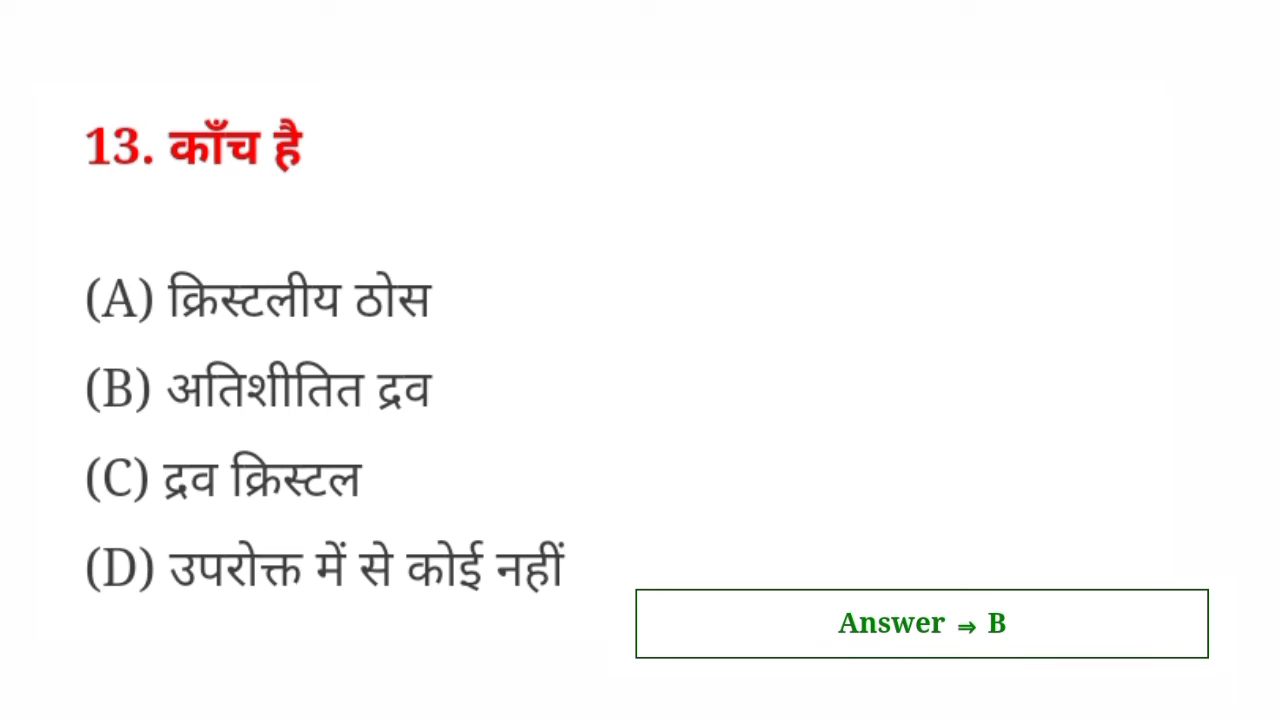 13. काँच है
(A) क्रिस्टलीय ठोस
(B) अतिशीतित द्रव
(C) द्रव क्रिस्टल
(D) उपरोक्त में से कोई नहीं
Answer ⇒ B